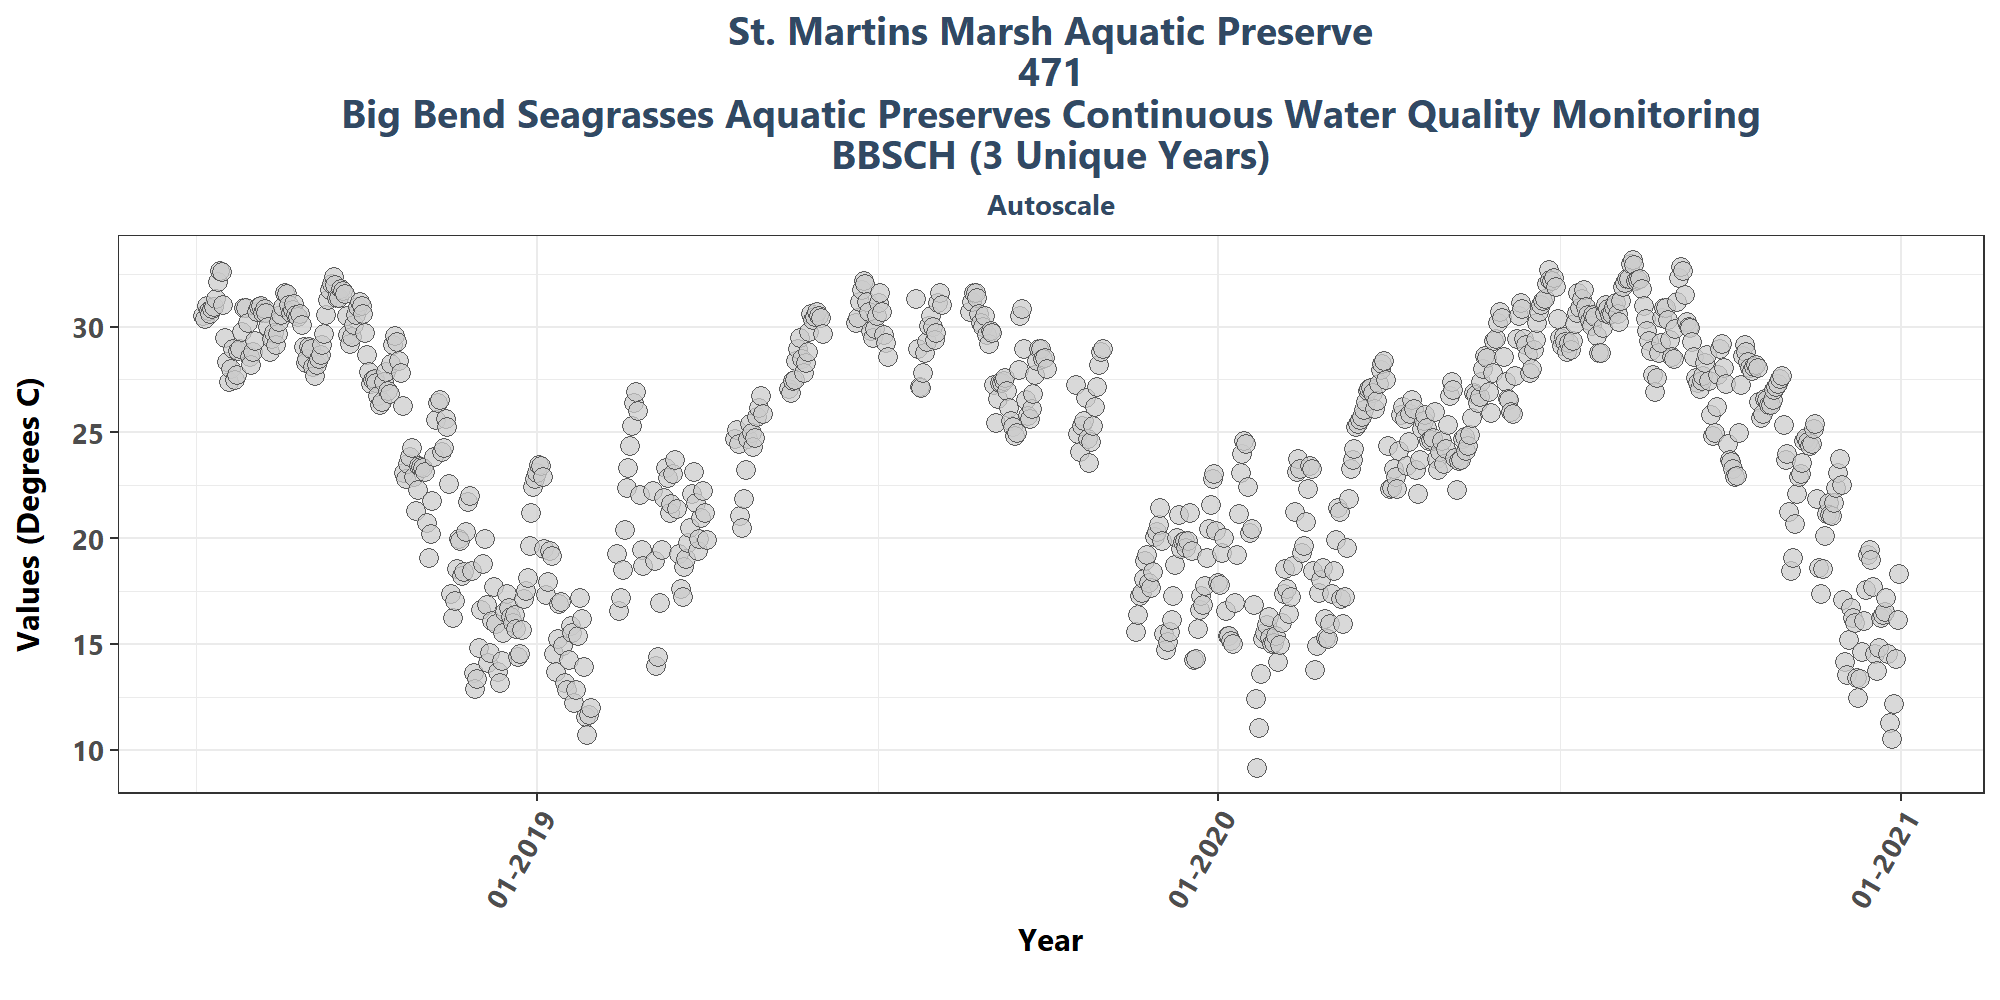 St. Martins Marsh Aquatic Preserve
471
Big Bend Seagrasses Aquatic Preserves Continuous Water Quality Monitoring
BBSCH (3 Unique Years)
Autoscale
Values (Degrees C)
30
25
20
15
10
01-2019
01-2020
01-2021
Year